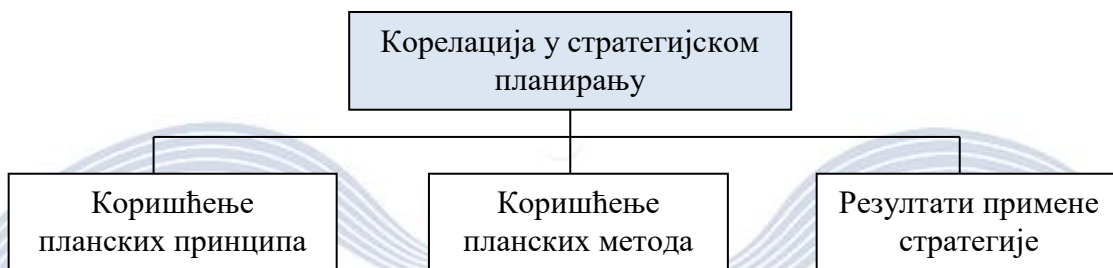 Корелација у стратегијском
планирању
Коришћење
планских принципа
Коришћење
планских метода
Резултати примене
стратегије